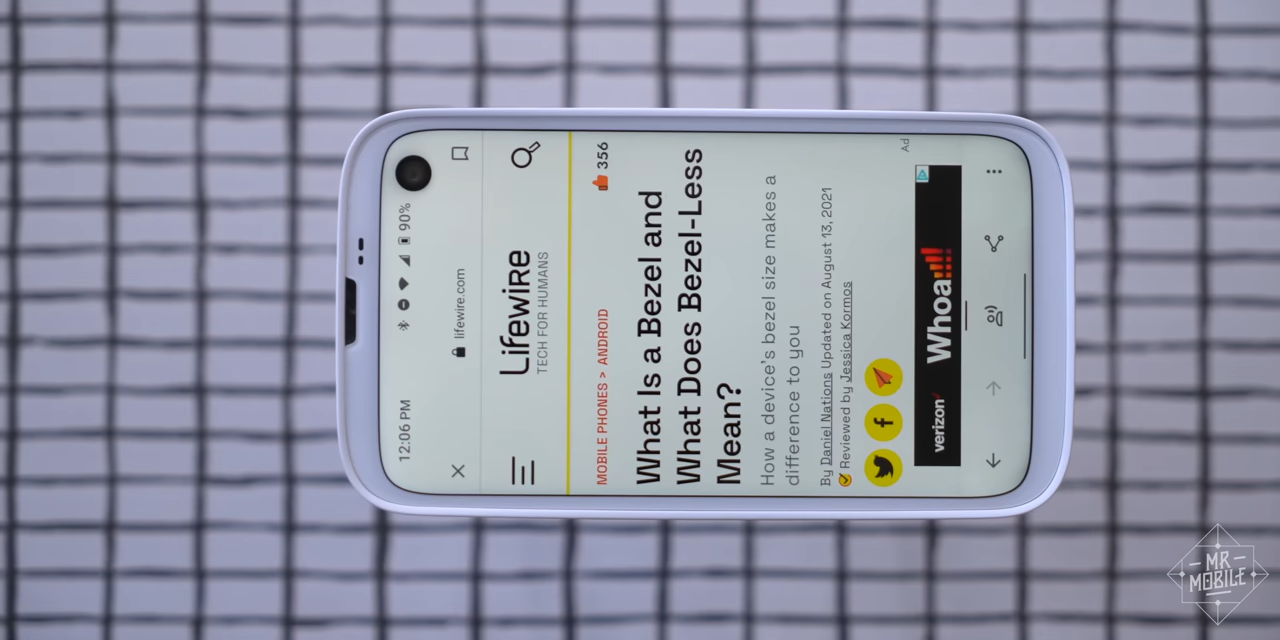 12:06 PM
90%
lifewire.com
Lifewire
TECH FOR HUMANS
MOBILE PHONES > ANDROID
356
What Is a Bezel and
What Does Bezel-Less
Mean?
How a device's bezel size makes a
difference to you
By Daniel Nations Updated on August 13, 2021
Reviewed by Jessica Kormos
Ad
verizon Whoa
MR
MOBILE